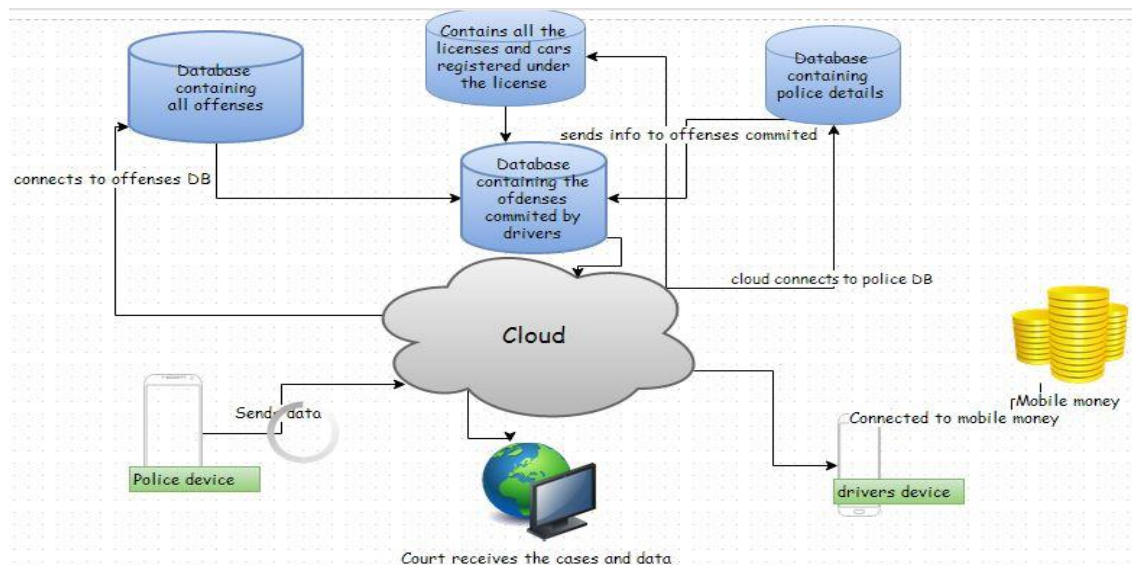 Database
containing
all offenses
Contains all the
licenses and cars
registered under
the license
Database
containing
police details
sends info to offenses commited
connects to offenses DB
Database
containing the
ofdenses
commited by
drivers
cloud connects to police DB
Cloud
Sends data
Police device
Mobile money
Connected to mobile money
drivers device
Court receives the cases and data